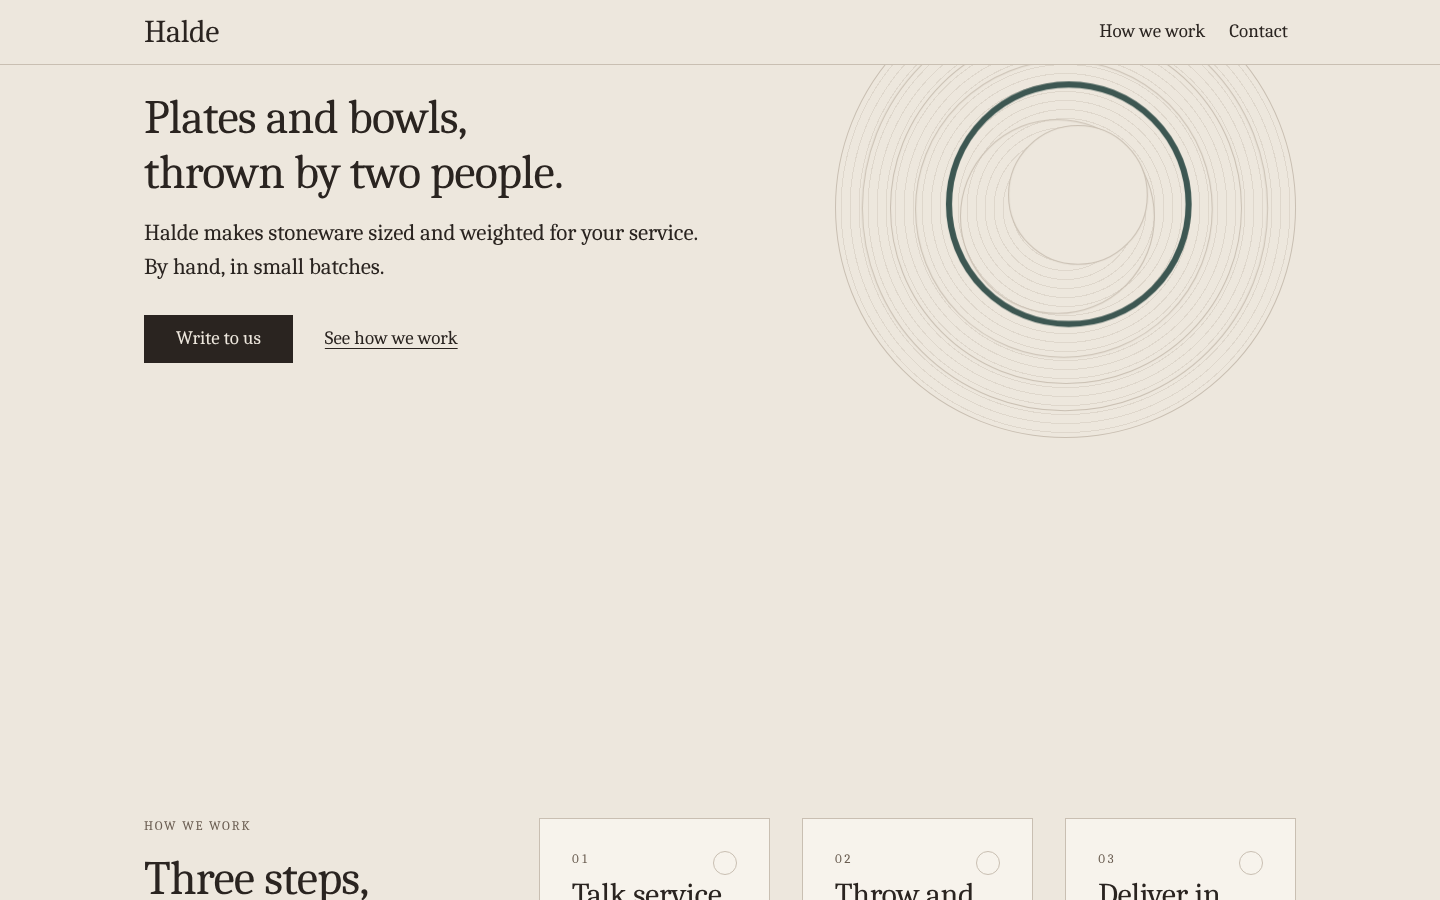 Halde
How we work
Contact
Plates and bowls,
thrown by two people.
Halde makes stoneware sized and weighted for your service.
By hand, in small batches.
Write to us
See how we work
HOW WE WORK
Three steps,
01
Talk service
02
Throw and
03
Deliver in